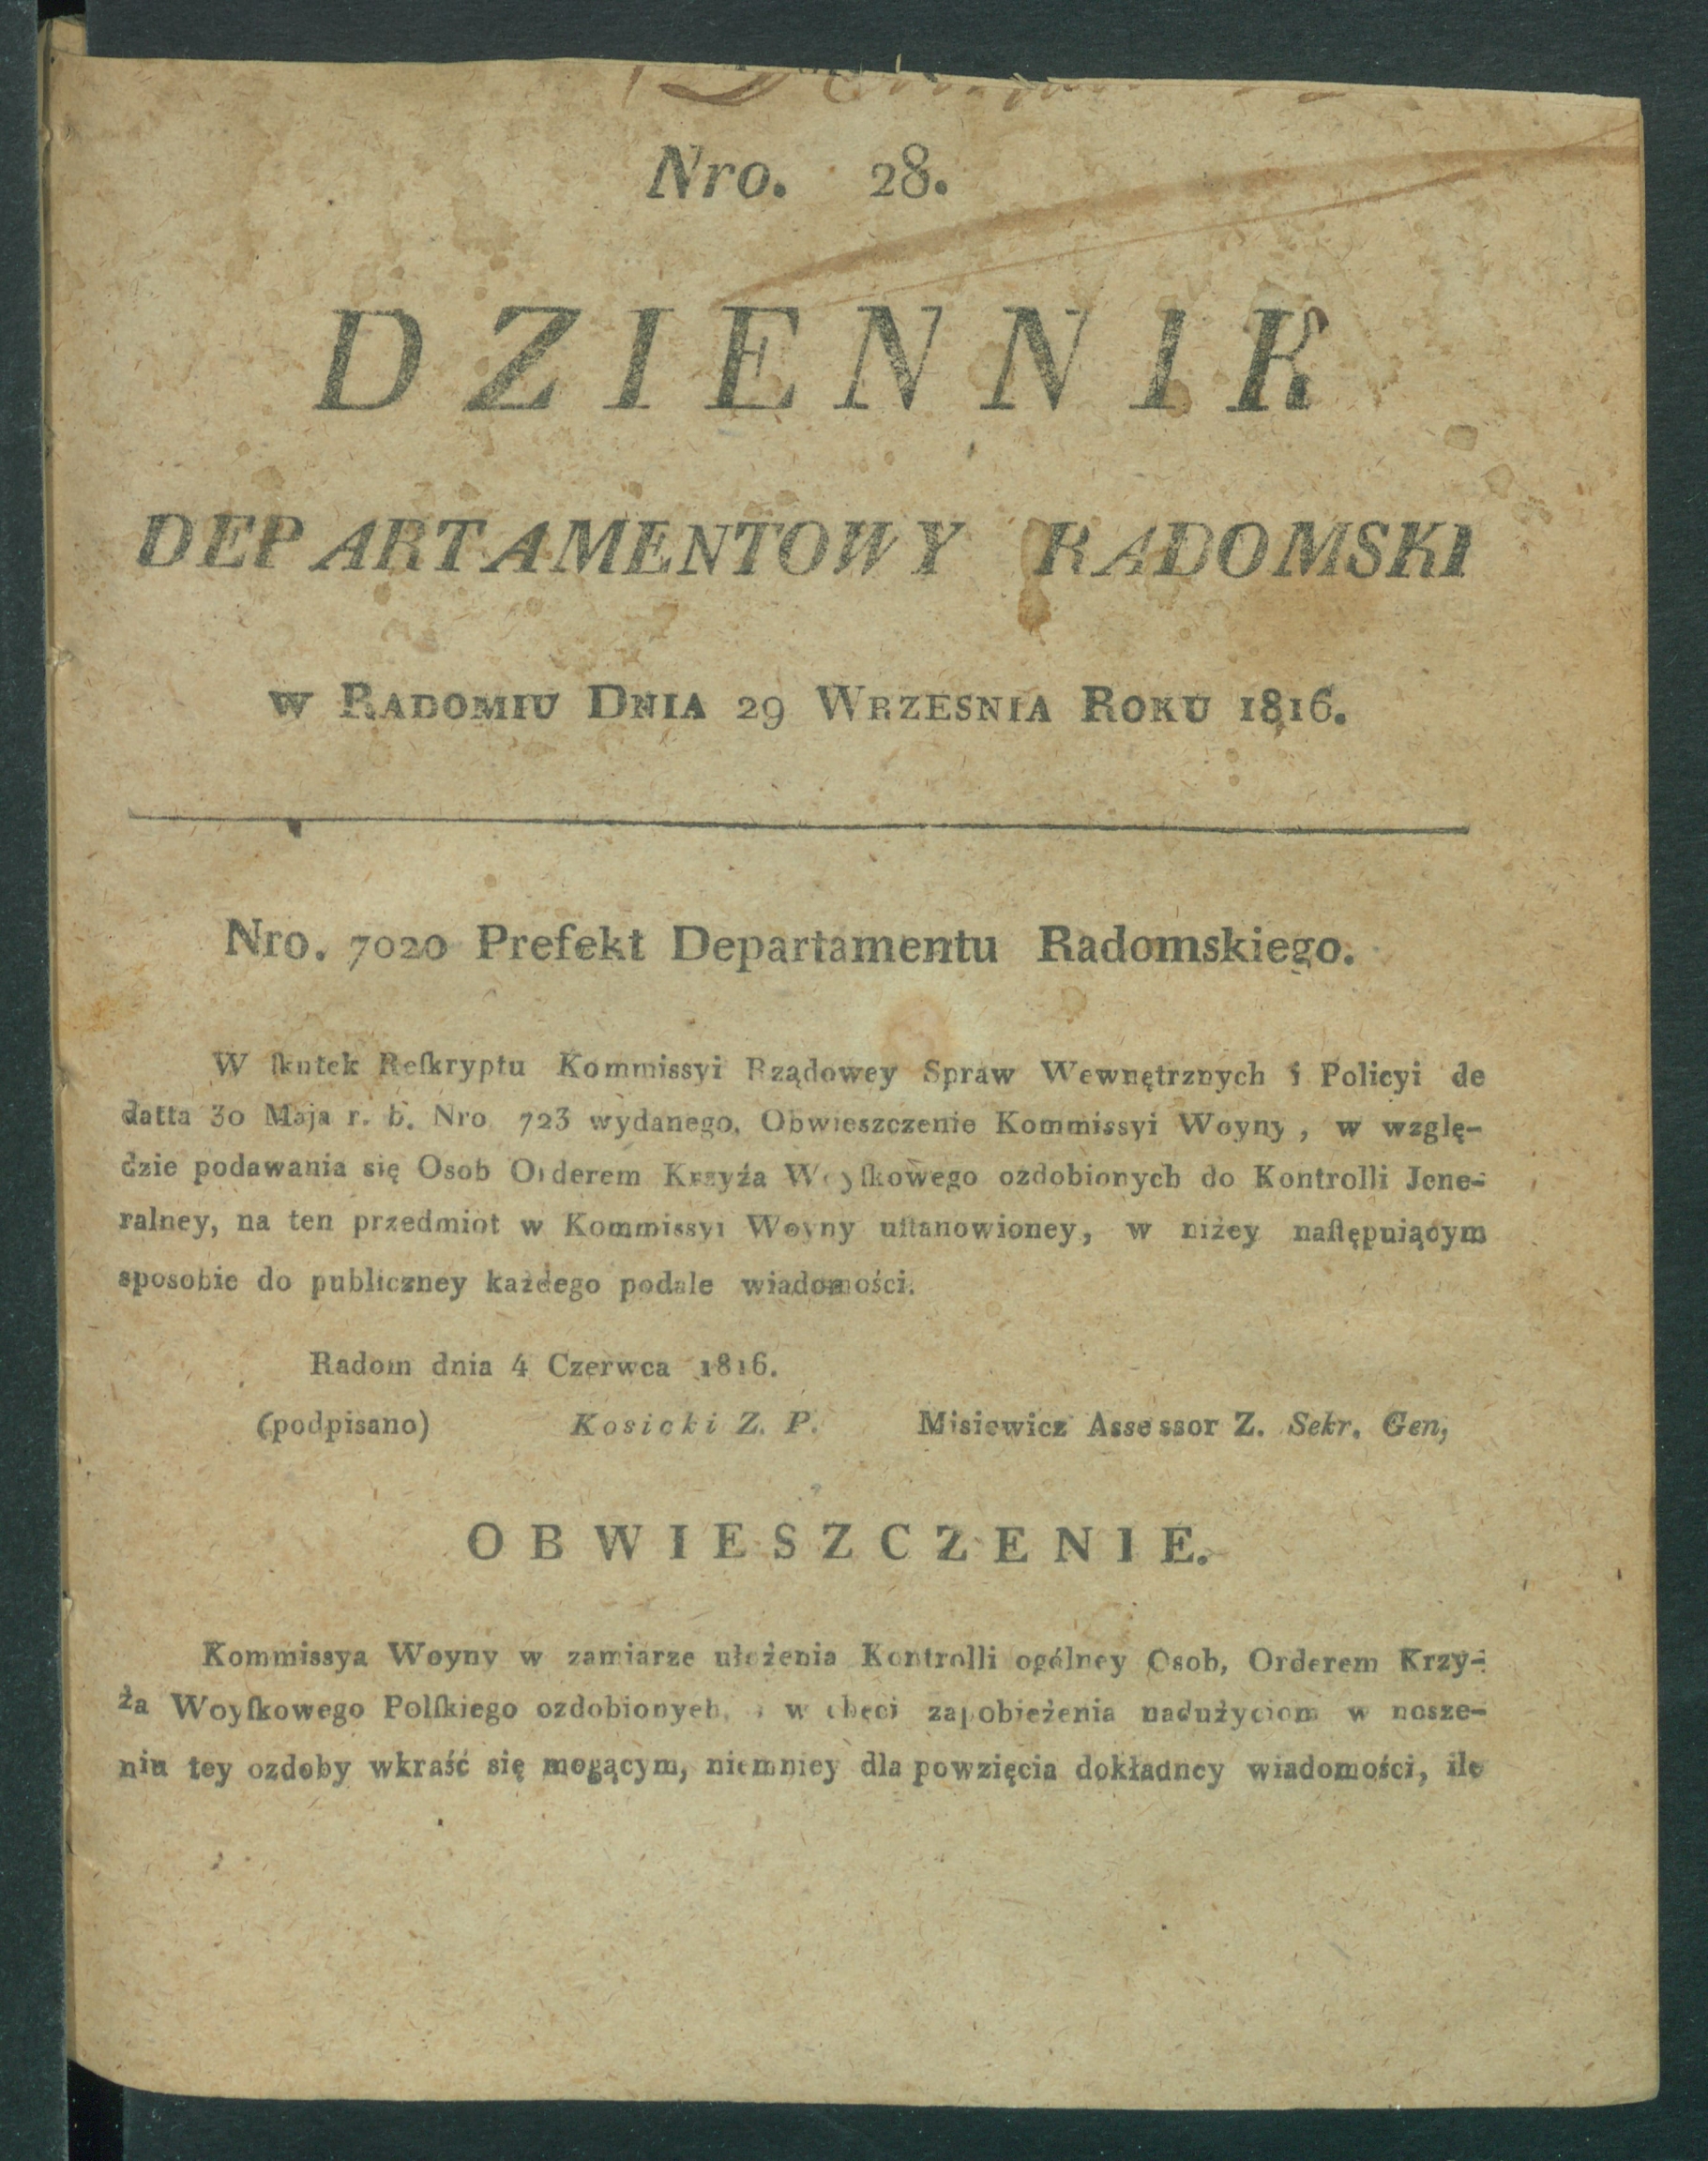 Nro. 28.
DZIENNIK
DEPARTAMENTOWY RADOMSKI
w Radomiu Dnia 29 Wrzesnia Roku 1816.
Nro. 7020 Prefekt Departamentu Radomskiego.
W ſkutek Reſkryptu Kommissyi Rządowey Spraw Wewnętrznych i Policyi de
datta 30 Maja r. b. Nro 723 wydanego, Obwieszczenie Kommissyi Woyny, w wzglę-
dzie podawania się Osob Orderem Krzyża Woyſkowego ozdobionych do Kontrolli Jene-
ralney, na ten przedmiot w Kommissyi Woyny uſtanowioney, w niżey naſtępuiącym
sposobie do publiczney każdego podaie wiadomości.
Radom dnia 4 Czerwca 1816.
(podpisano) Kosicki Z. P. Misiewicz Assessor Z. Sekr. Gen,
OBWIESZCZENIE.
Kommissya Woyny w zamiarze ułożenia Kontrolli ogólney Osob, Orderem Krzy-
ża Woyſkowego Polſkiego ozdobionych, i w chęci zapobieżenia nadużyciom w nosze-
niu tey ozdoby wkraść się mogącym, niemniey dla powzięcia dokładney wiadomości, ile